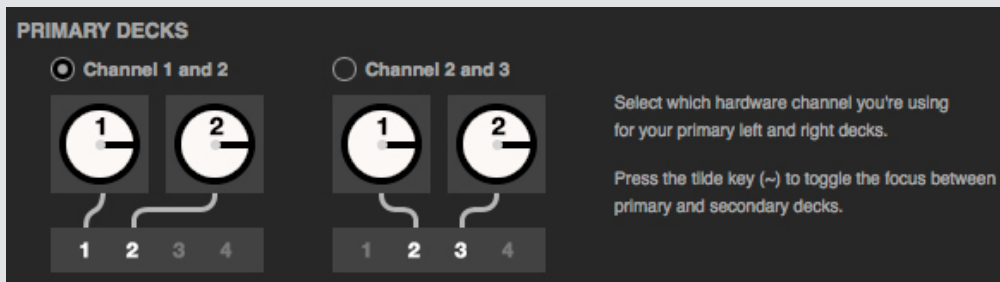 PRIMARY DECKS
Channel 1 and 2
Channel 2 and 3
1 2
1 2
1 2 3 4
1 2 3 4
Select which hardware channel you're using
for your primary left and right decks.
Press the tilde key (~) to toggle the focus between
primary and secondary decks.